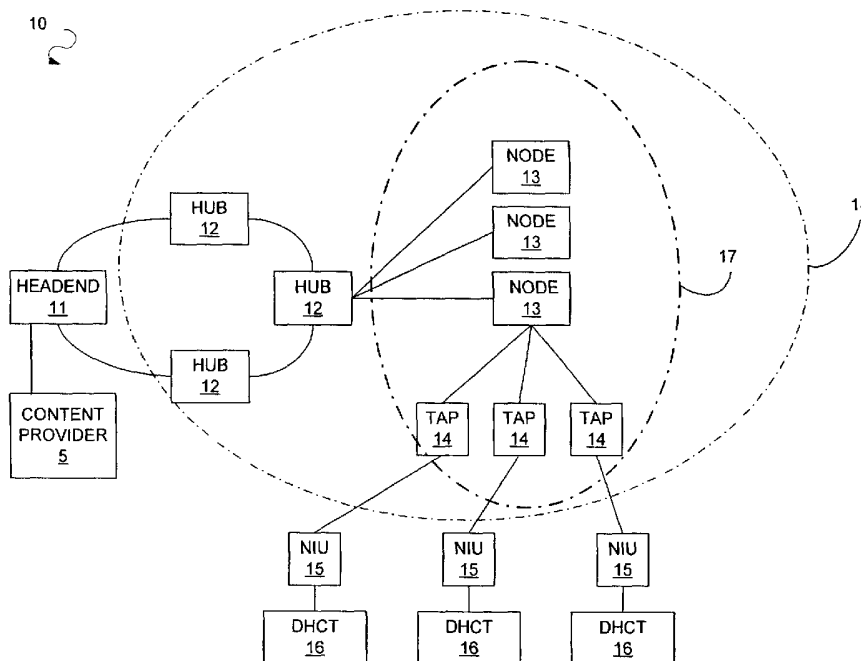 10
NODE
13
HUB
12
NODE
13
17
HEADEND
11
HUB
12
NODE
13
HUB
12
CONTENT
PROVIDER
5
TAP
14
TAP
14
TAP
14
NIU
15
NIU
15
NIU
15
DHCT
16
DHCT
16
DHCT
16